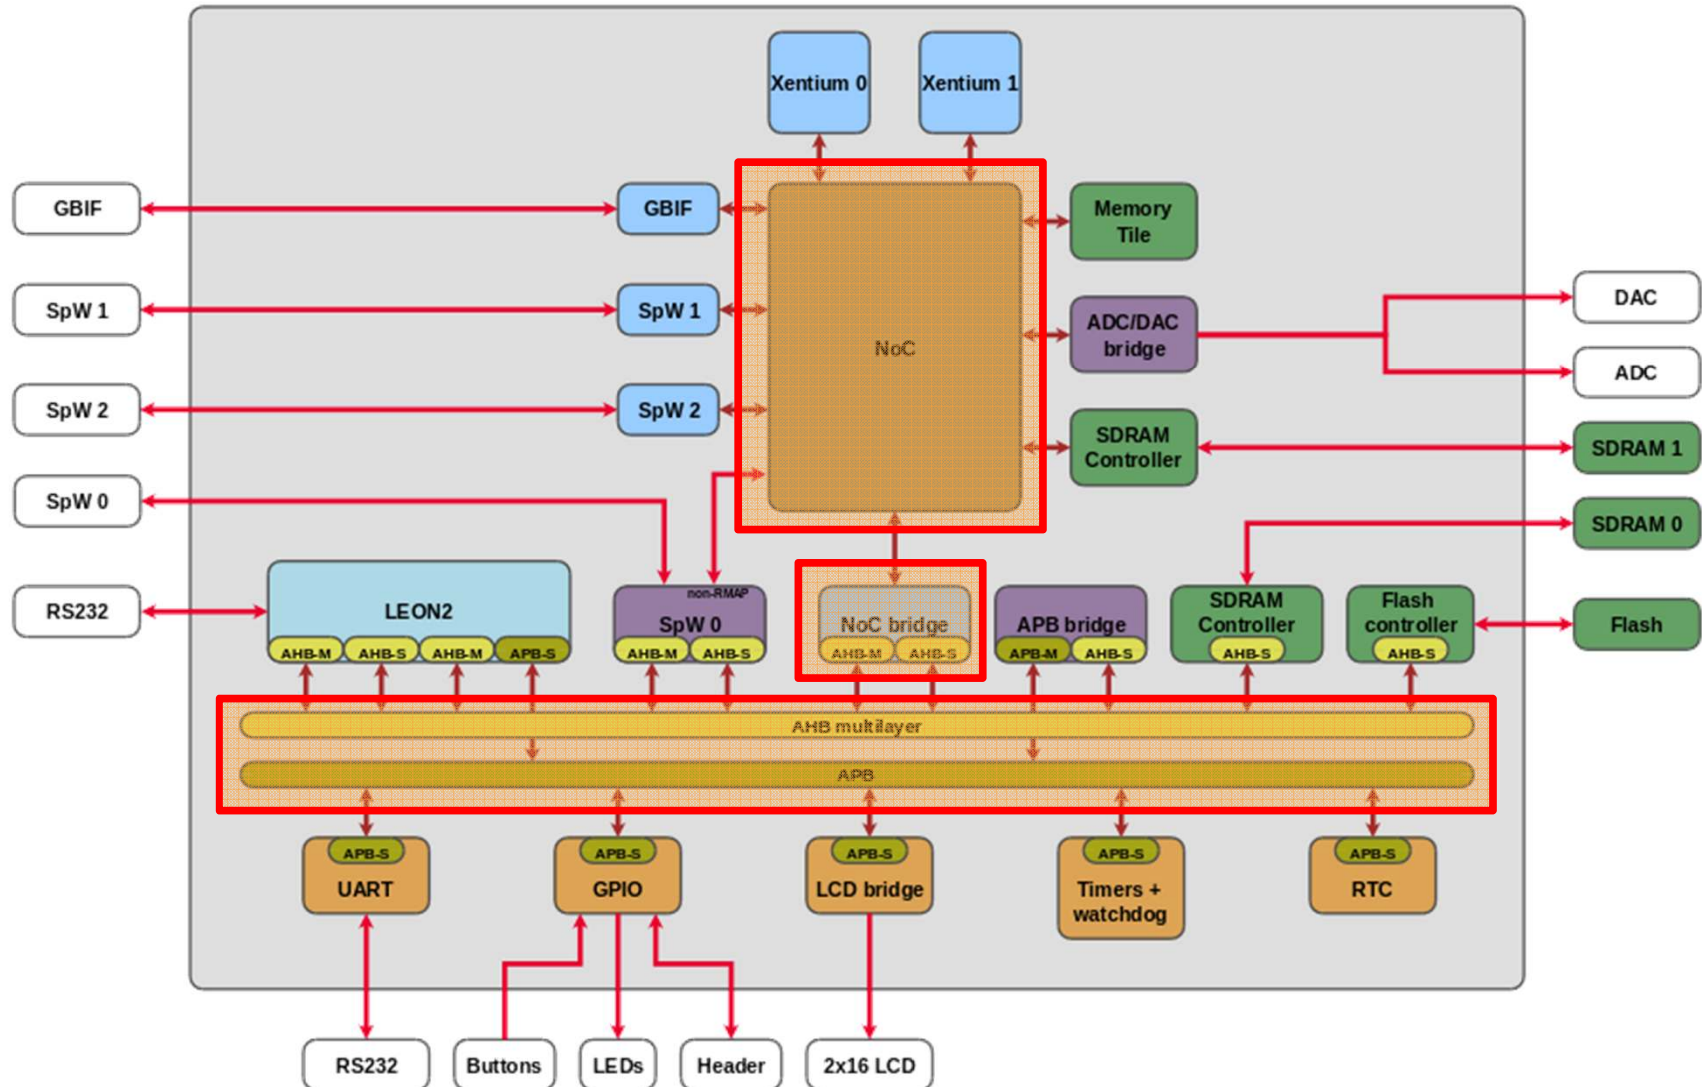 Xentium 0
Xentium 1
GBIF
GBIF
Memory
Tile
SpW 1
SpW 1
NoC
ADC/DAC
bridge
DAC
ADC
SpW 2
SpW 2
SDRAM
Controller
SDRAM 1
SpW 0
SDRAM 0
RS232
LEON2
AHB-M
AHB-S
AHB-M
APB-S
non-RMAP
SpW 0
AHB-M
AHB-S
NoC bridge
AHB-M
AHB-S
APB bridge
APB-M
AHB-S
SDRAM
Controller
AHB-S
Flash
controller
AHB-S
Flash
AHB multilayer
APB
APB-S
UART
APB-S
GPIO
APB-S
LCD bridge
APB-S
Timers +
watchdog
APB-S
RTC
RS232
Buttons
LEDs
Header
2x16 LCD